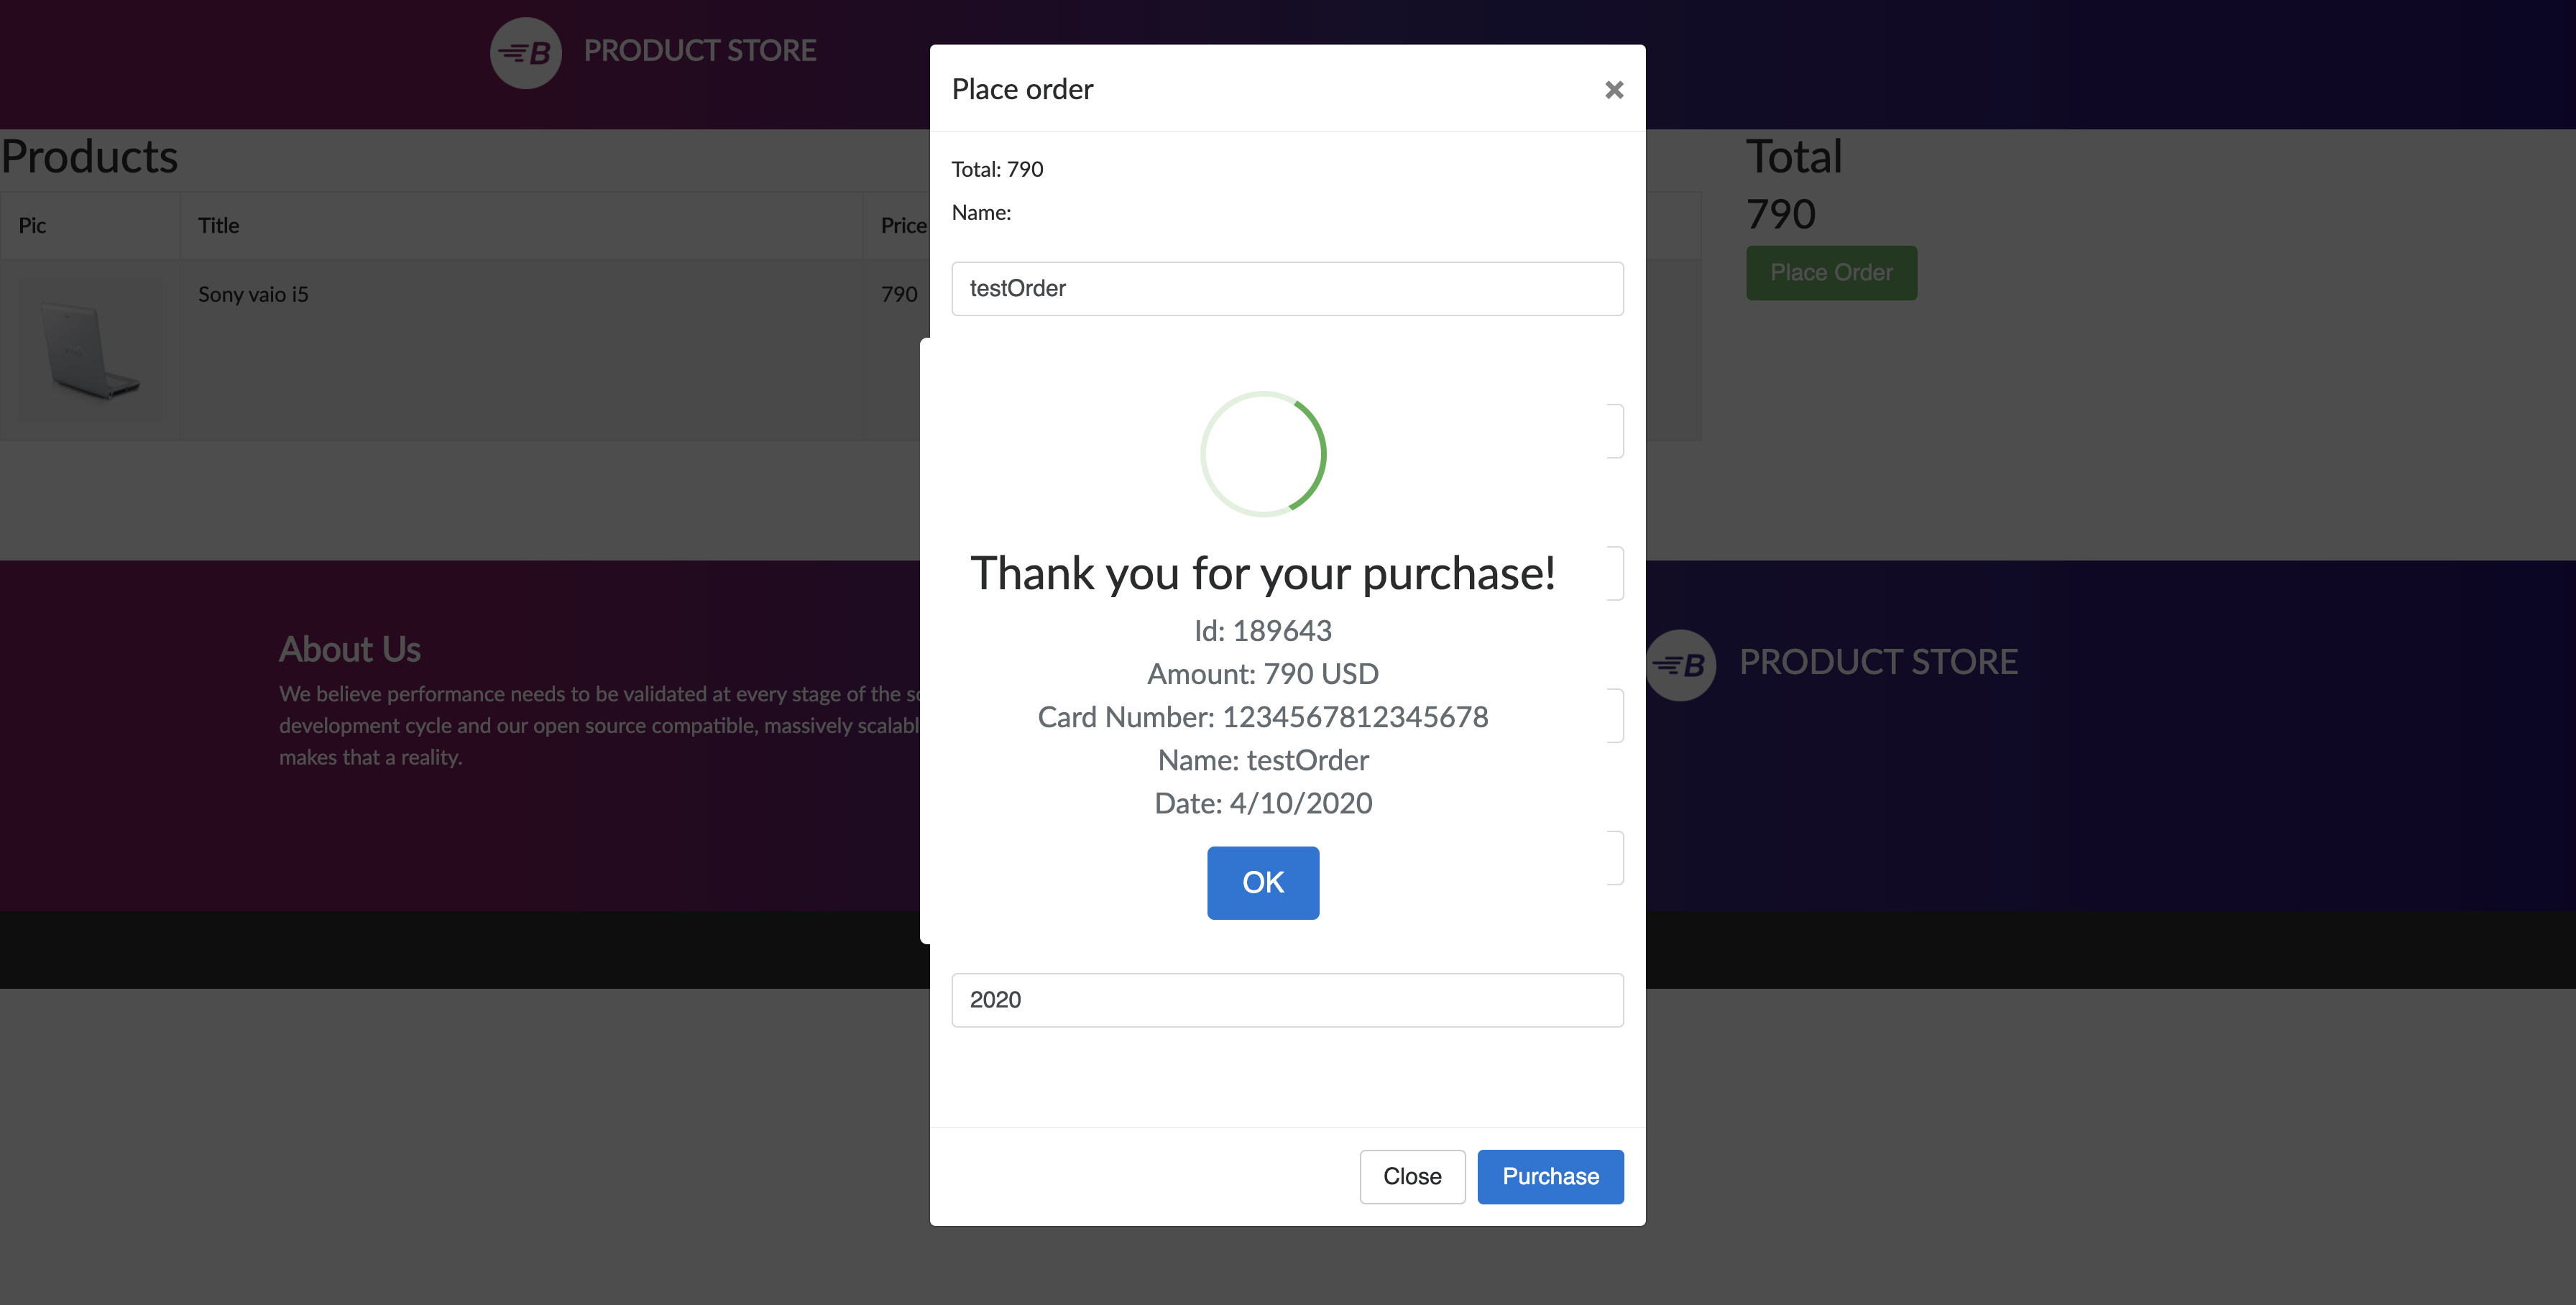 B PRODUCT STORE
Place order ×
Total: 790
Name:
testOrder
Products
Pic Title Price
Sony vaio i5 790
Total
790
Place Order
Thank you for your purchase!
Id: 189643
Amount: 790 USD
Card Number: 1234567812345678
Name: testOrder
Date: 4/10/2020
OK
2020
Close Purchase
About Us
We believe performance needs to be validated at every stage of the
development cycle and our open source compatible, massively
makes that a reality.
B PRODUCT STORE